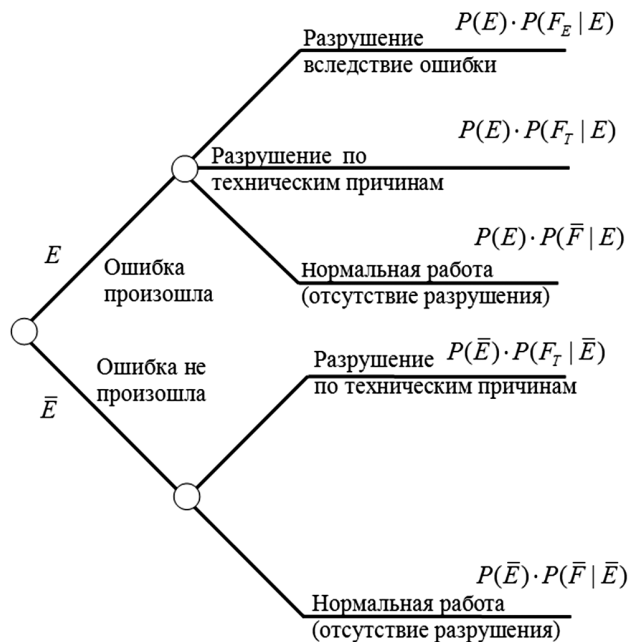 Разрушение
вследствие ошибки
P(E)·P(F_E | E)
Разрушение по
техническим причинам
P(E)·P(F_T | E)
Нормальная работа
(отсутствие разрушения)
P(E)·P(F̅ | E)
E
Ошибка
произошла
Ошибка не
произошла
E̅
Разрушение
по техническим причинам
P(E̅)·P(F_T | E̅)
Нормальная работа
(отсутствие разрушения)
P(E̅)·P(F̅ | E̅)